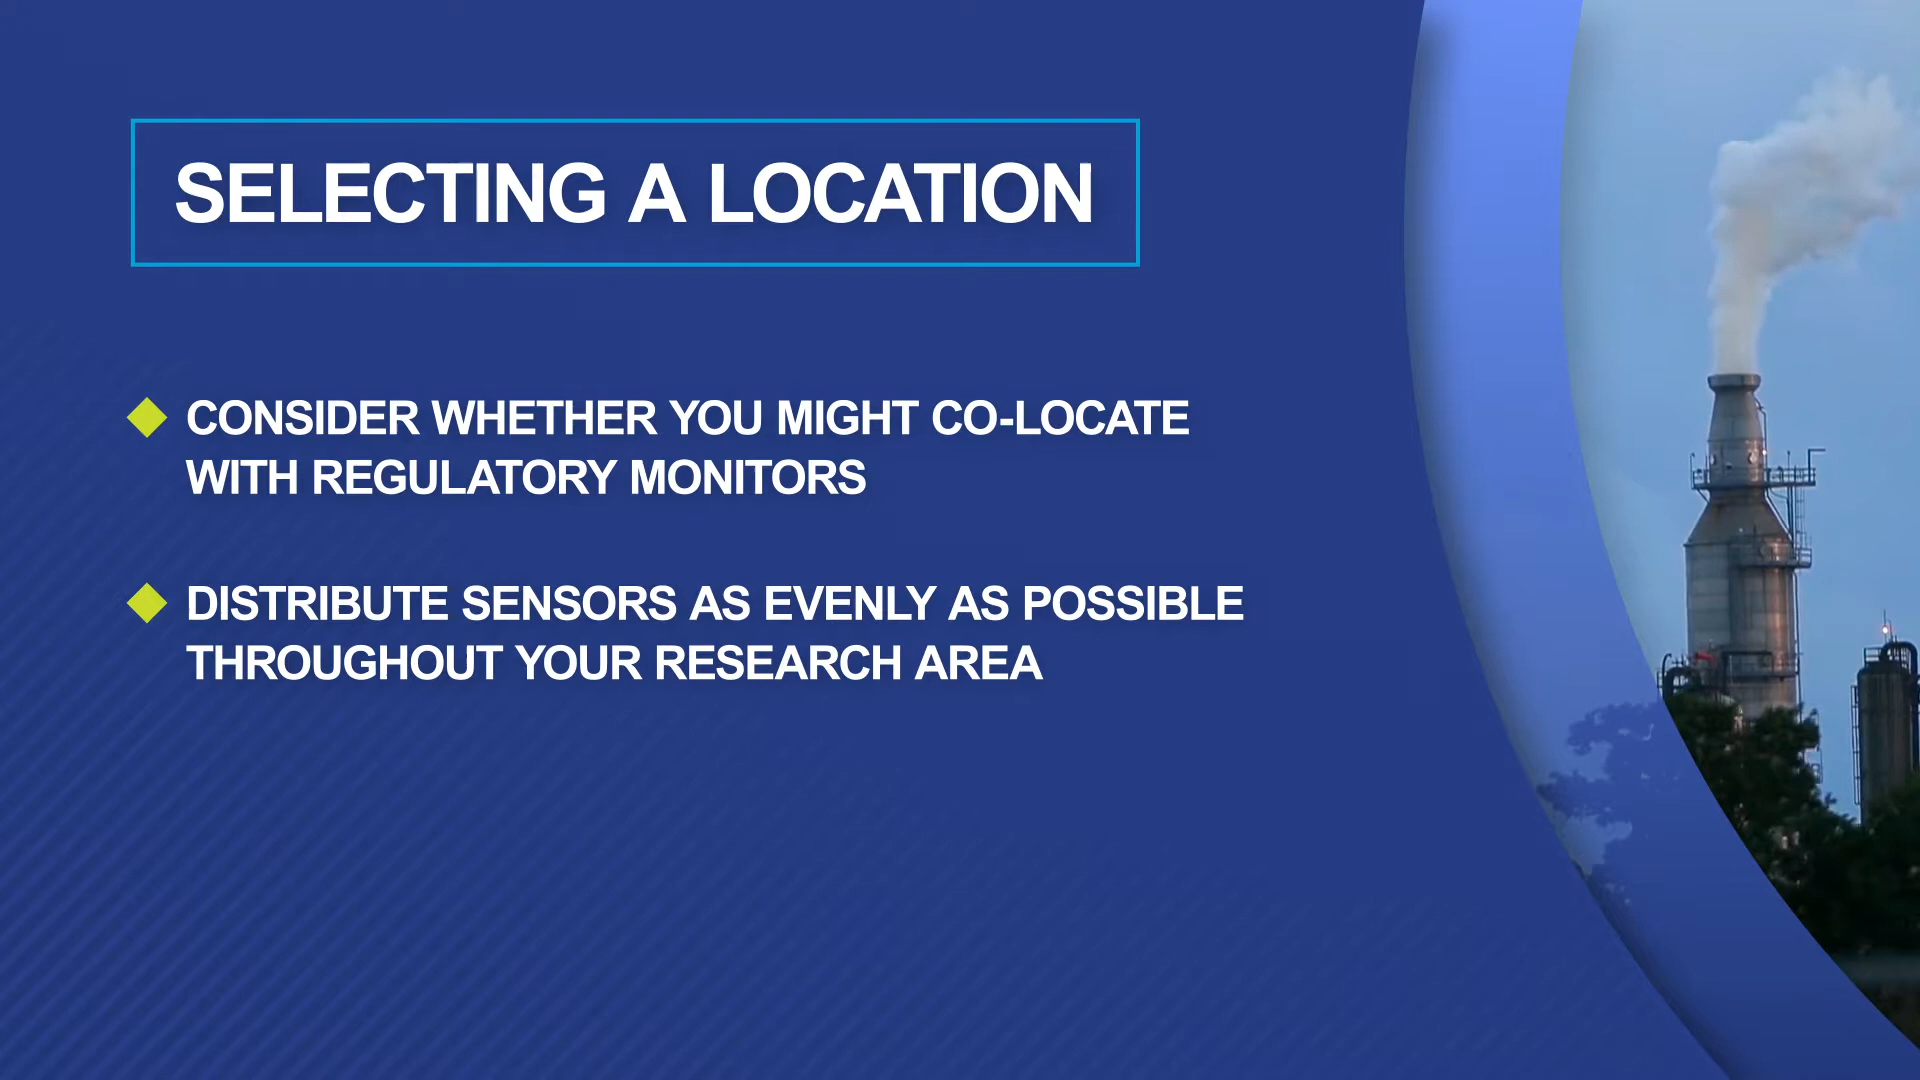 SELECTING A LOCATION
CONSIDER WHETHER YOU MIGHT CO-LOCATE
WITH REGULATORY MONITORS
DISTRIBUTE SENSORS AS EVENLY AS POSSIBLE
THROUGHOUT YOUR RESEARCH AREA